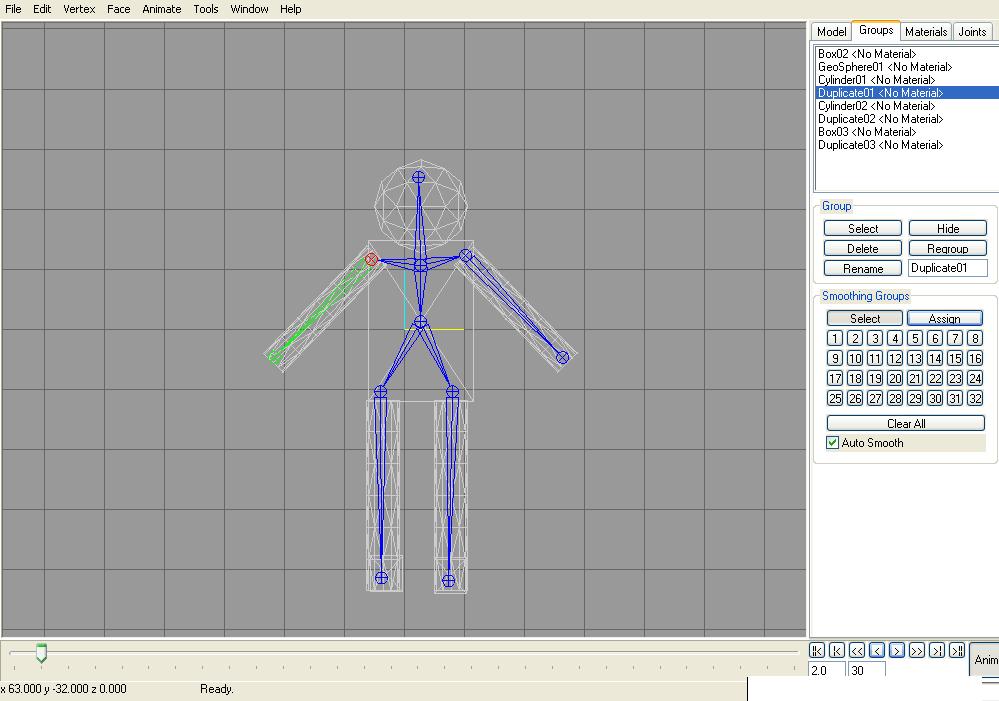 File Edit Vertex Face Animate Tools Window Help
Model Groups Materials Joints
Box02 <No Material>
GeoSphere01 <No Material>
Cylinder01 <No Material>
Duplicate01 <No Material>
Cylinder02 <No Material>
Duplicate02 <No Material>
Box03 <No Material>
Duplicate03 <No Material>
Group
Select Hide
Delete Regroup
Rename Duplicate01
Smoothing Groups
Select Assign
1 2 3 4 5 6 7 8
9 10 11 12 13 14 15 16
17 18 19 20 21 22 23 24
25 26 27 28 29 30 31 32
Clear All
Auto Smooth
|< |< << < > >> >| >||
Anim
2.0 30
x 63.000 y -32.000 z 0.000 Ready.